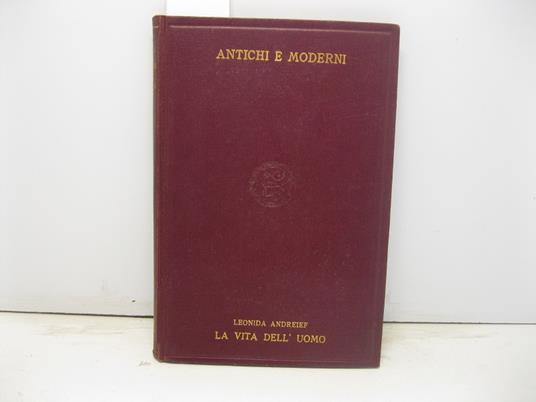 ANTICHI E MODERNI
LEONIDA ANDREIEF
LA VITA DELL' UOMO